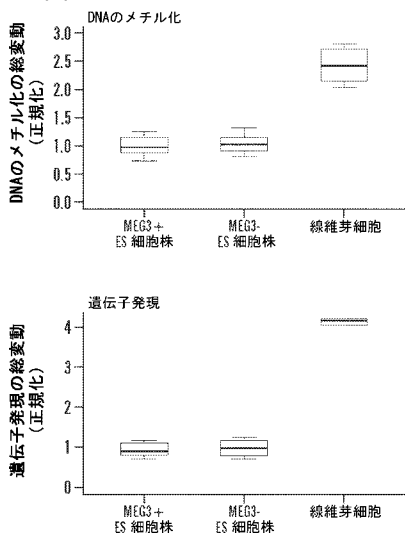 DNAのメチル化
DNAのメチル化の総変動
(正規化)
3.0
2.5
2.0
1.5
1.0
0.5
0.0
MEG3+
ES 細胞株
MEG3-
ES 細胞株
線維芽細胞
遺伝子発現
遺伝子発現の総変動
(正規化)
4
3
2
1
0
MEG3+
ES 細胞株
MEG3-
ES 細胞株
線維芽細胞